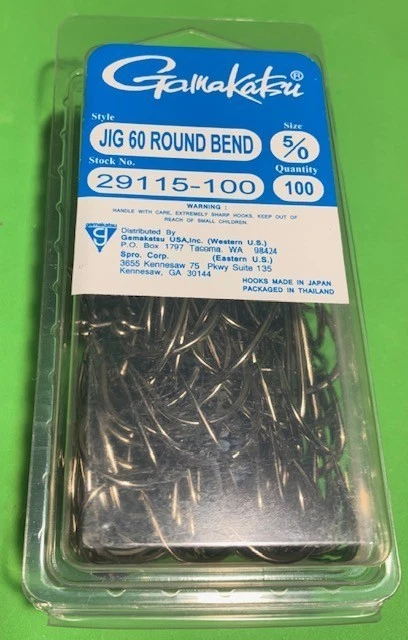 Gamakatsu®
Style
JIG 60 ROUND BEND
Size
5/0
Stock No.
29115-100
Quantity
100
WARNING :
HANDLE WITH CARE, EXTREMELY SHARP HOOKS, KEEP OUT OF
REACH OF SMALL CHILDREN.
gamakatsu
Distributed By
Gamakatsu USA,Inc. (Western U.S.)
P.O. Box 1797 Tacoma. WA 98424
Spro. Corp. (Eastern U.S.)
3655 Kennesaw 75 Pkwy Suite 135
Kennesaw, GA 30144
HOOKS MADE IN JAPAN
PACKAGED IN THAILAND